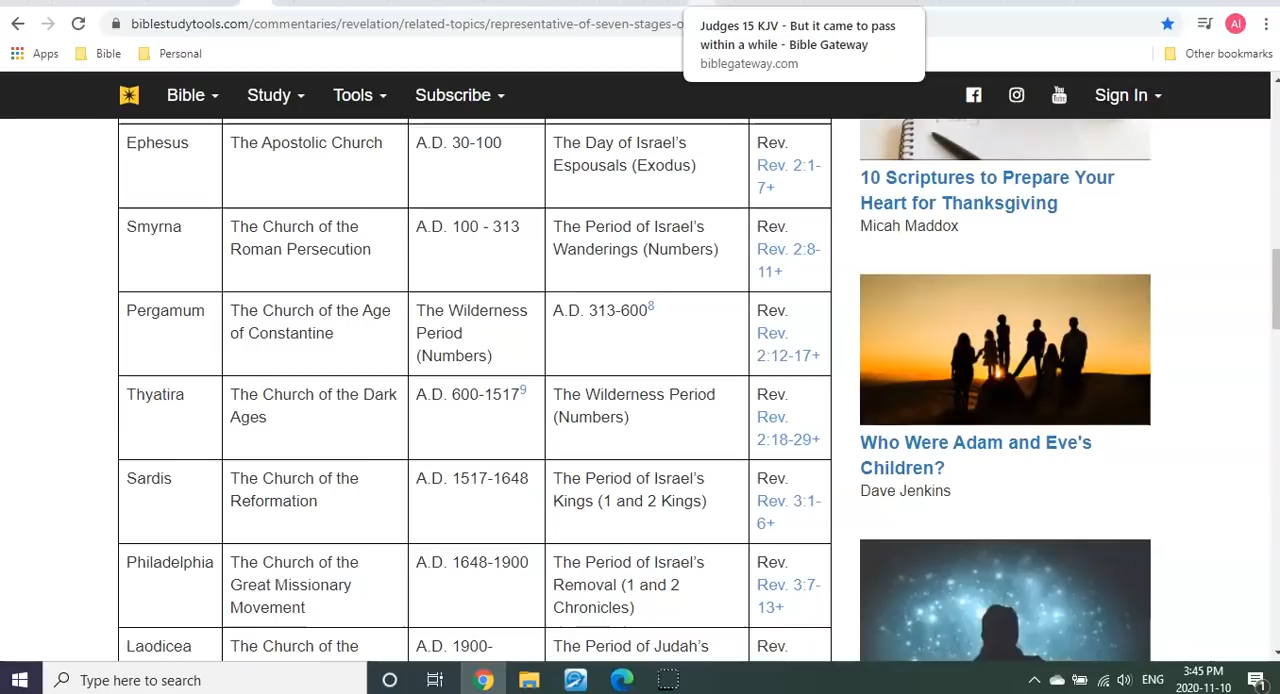 biblestudytools.com/commentaries/revelation/related-topics/representative-of-seven-stages-o
Judges 15 KJV - But it came to pass
within a while - Bible Gateway
biblegateway.com
Al
Apps
Bible
Personal
Other bookmarks
Bible
Study
Tools
Subscribe
You
Tube
Sign In
Ephesus
The Apostolic Church
A.D. 30-100
The Day of Israel’s
Espousals (Exodus)
Rev.
Rev. 2:1-
7+
Smyrna
The Church of the
Roman Persecution
A.D. 100 - 313
The Period of Israel’s
Wanderings (Numbers)
Rev.
Rev. 2:8-
11+
Pergamum
The Church of the Age
of Constantine
The Wilderness
Period
(Numbers)
A.D. 313-600⁸
Rev.
Rev.
2:12-17+
Thyatira
The Church of the Dark
Ages
A.D. 600-1517⁹
The Wilderness Period
(Numbers)
Rev.
Rev.
2:18-29+
Sardis
The Church of the
Reformation
A.D. 1517-1648
The Period of Israel’s
Kings (1 and 2 Kings)
Rev.
Rev. 3:1-
6+
Philadelphia
The Church of the
Great Missionary
Movement
A.D. 1648-1900
The Period of Israel’s
Removal (1 and 2
Chronicles)
Rev.
Rev. 3:7-
13+
Laodicea
The Church of the
A.D. 1900-
The Period of Judah’s
Rev.
10 Scriptures to Prepare Your
Heart for Thanksgiving
Micah Maddox
Who Were Adam and Eve's
Children?
Dave Jenkins
Type here to search
ENG
3:45 PM
2020-11-10
1